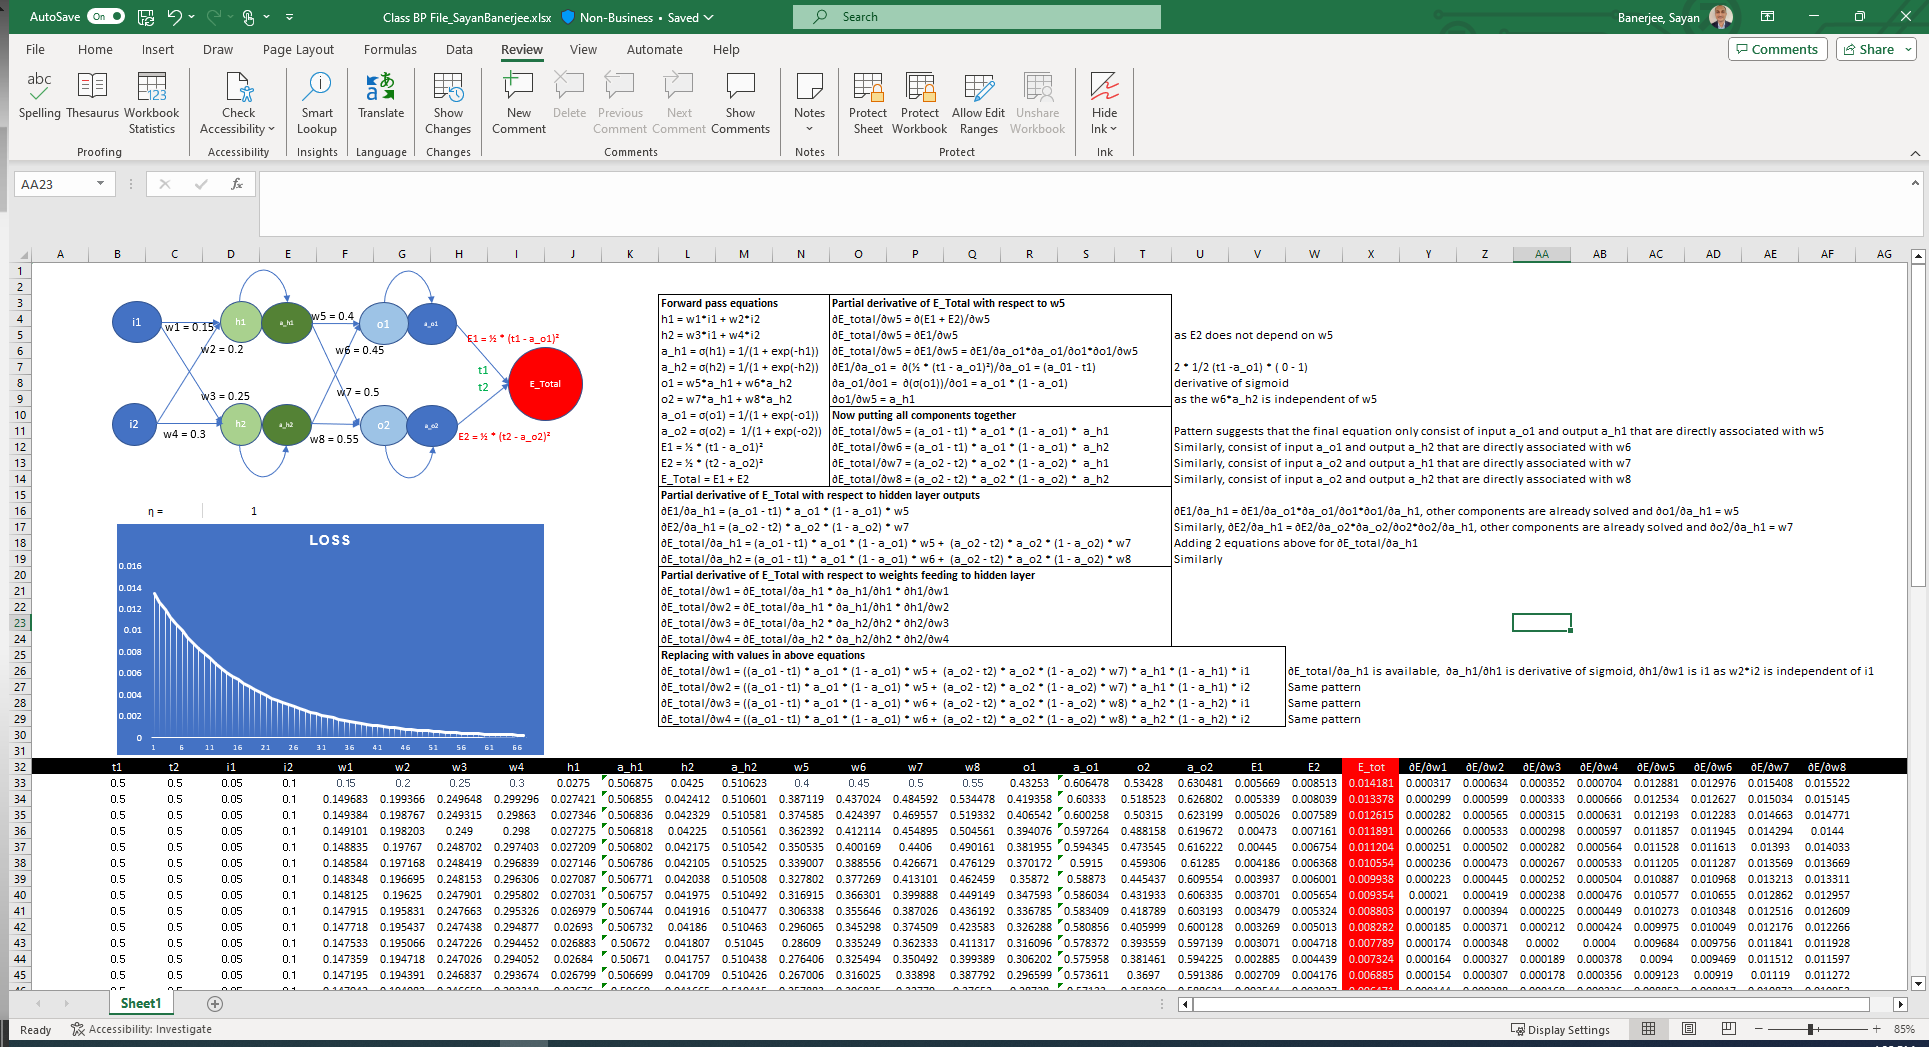 AutoSave On Class BP File_SayanBanerjee.xlsx Non-Business • Saved Search Banerjee, Sayan
File Home Insert Draw Page Layout Formulas Data Review View Automate Help Comments Share
Spelling Thesaurus Workbook Statistics Check Accessibility Smart Lookup Translate Show Changes New Comment Delete Previous Comment Next Comment Show Comments Notes Protect Sheet Protect Workbook Allow Edit Ranges Unshare Workbook Hide Ink
Proofing Accessibility Insights Language Changes Comments Notes Protect Ink
AA23 fx
A B C D E F G H I J K L M N O P Q R S T U V W X Y Z AA AB AC AD AE AF AG
i1 h1 a_h1 o1 a_o1
w1 = 0.15
w2 = 0.2
w5 = 0.4
w6 = 0.45
E1 = ½ * (t1 - a_o1)²
t1
t2
E_Total
w3 = 0.25
w7 = 0.5
i2 h2 a_h2 o2 a_o2
w4 = 0.3
w8 = 0.55
E2 = ½ * (t2 - a_o2)²
η = 1
LOSS
0.016
0.014
0.012
0.01
0.008
0.006
0.004
0.002
0
1 6 11 16 21 26 31 36 41 46 51 56 61 66
Forward pass equations
h1 = w1*i1 + w2*i2
h2 = w3*i1 + w4*i2
a_h1 = σ(h1) = 1/(1 + exp(-h1))
a_h2 = σ(h2) = 1/(1 + exp(-h2))
o1 = w5*a_h1 + w6*a_h2
o2 = w7*a_h1 + w8*a_h2
a_o1 = σ(o1) = 1/(1 + exp(-o1))
a_o2 = σ(o2) = 1/(1 + exp(-o2))
E1 = ½ * (t1 - a_o1)²
E2 = ½ * (t2 - a_o2)²
E_Total = E1 + E2
Partial derivative of E_Total with respect to w5
∂E_total/∂w5 = ∂(E1 + E2)/∂w5
∂E_total/∂w5 = ∂E1/∂w5 as E2 does not depend on w5
∂E_total/∂w5 = ∂E1/∂w5 = ∂E1/∂a_o1*∂a_o1/∂o1*∂o1/∂w5
∂E1/∂a_o1 = ∂(½ * (t1 - a_o1)²)/∂a_o1 = (a_01 - t1) 2 * 1/2 (t1 -a_o1) * ( 0 - 1)
∂a_o1/∂o1 = ∂(σ(o1))/∂o1 = a_o1 * (1 - a_o1) derivative of sigmoid
∂o1/∂w5 = a_h1 as the w6*a_h2 is independent of w5
Now putting all components together
∂E_total/∂w5 = (a_o1 - t1) * a_o1 * (1 - a_o1) * a_h1 Pattern suggests that the final equation only consist of input a_o1 and output a_h1 that are directly associated with w5
∂E_total/∂w6 = (a_o1 - t1) * a_o1 * (1 - a_o1) * a_h2 Similarly, consist of input a_o1 and output a_h2 that are directly associated with w6
∂E_total/∂w7 = (a_o2 - t2) * a_o2 * (1 - a_o2) * a_h1 Similarly, consist of input a_o2 and output a_h1 that are directly associated with w7
∂E_total/∂w8 = (a_o2 - t2) * a_o2 * (1 - a_o2) * a_h2 Similarly, consist of input a_o2 and output a_h2 that are directly associated with w8
Partial derivative of E_Total with respect to hidden layer outputs
∂E1/∂a_h1 = (a_o1 - t1) * a_o1 * (1 - a_o1) * w5 ∂E1/∂a_h1 = ∂E1/∂a_o1*∂a_o1/∂o1*∂o1/∂a_h1, other components are already solved and ∂o1/∂a_h1 = w5
∂E2/∂a_h1 = (a_o2 - t2) * a_o2 * (1 - a_o2) * w7 Similarly, ∂E2/∂a_h1 = ∂E2/∂a_o2*∂a_o2/∂o2*∂o2/∂a_h1, other components are already solved and ∂o2/∂a_h1 = w7
∂E_total/∂a_h1 = (a_o1 - t1) * a_o1 * (1 - a_o1) * w5 + (a_o2 - t2) * a_o2 * (1 - a_o2) * w7 Adding 2 equations above for ∂E_total/∂a_h1
∂E_total/∂a_h2 = (a_o1 - t1) * a_o1 * (1 - a_o1) * w6 + (a_o2 - t2) * a_o2 * (1 - a_o2) * w8 Similarly
Partial derivative of E_Total with respect to weights feeding to hidden layer
∂E_total/∂w1 = ∂E_total/∂a_h1 * ∂a_h1/∂h1 * ∂h1/∂w1
∂E_total/∂w2 = ∂E_total/∂a_h1 * ∂a_h1/∂h1 * ∂h1/∂w2
∂E_total/∂w3 = ∂E_total/∂a_h2 * ∂a_h2/∂h2 * ∂h2/∂w3
∂E_total/∂w4 = ∂E_total/∂a_h2 * ∂a_h2/∂h2 * ∂h2/∂w4
Replacing with values in above equations
∂E_total/∂w1 = ((a_o1 - t1) * a_o1 * (1 - a_o1) * w5 + (a_o2 - t2) * a_o2 * (1 - a_o2) * w7) * a_h1 * (1 - a_h1) * i1 ∂E_total/∂a_h1 is available, ∂a_h1/∂h1 is derivative of sigmoid, ∂h1/∂w1 is i1 as w2*i2 is independent of i1
∂E_total/∂w2 = ((a_o1 - t1) * a_o1 * (1 - a_o1) * w5 + (a_o2 - t2) * a_o2 * (1 - a_o2) * w7) * a_h1 * (1 - a_h1) * i2 Same pattern
∂E_total/∂w3 = ((a_o1 - t1) * a_o1 * (1 - a_o1) * w6 + (a_o2 - t2) * a_o2 * (1 - a_o2) * w8) * a_h2 * (1 - a_h2) * i1 Same pattern
∂E_total/∂w4 = ((a_o1 - t1) * a_o1 * (1 - a_o1) * w6 + (a_o2 - t2) * a_o2 * (1 - a_o2) * w8) * a_h2 * (1 - a_h2) * i2 Same pattern
32 t1 t2 i1 i2 w1 w2 w3 w4 h1 a_h1 h2 a_h2 w5 w6 w7 w8 o1 a_o1 o2 a_o2 E1 E2 E_tot ∂E/∂w1 ∂E/∂w2 ∂E/∂w3 ∂E/∂w4 ∂E/∂w5 ∂E/∂w6 ∂E/∂w7 ∂E/∂w8
33 0.5 0.5 0.05 0.1 0.15 0.2 0.25 0.3 0.0275 0.506875 0.0425 0.510623 0.4 0.45 0.5 0.55 0.43253 0.606478 0.53428 0.630481 0.005669 0.008513 0.014181 0.000317 0.000634 0.000352 0.000704 0.012881 0.012976 0.015408 0.015522
34 0.5 0.5 0.05 0.1 0.149683 0.199366 0.249648 0.299296 0.027421 0.506855 0.042412 0.510601 0.387119 0.437024 0.484592 0.534478 0.419358 0.60333 0.518523 0.626802 0.005339 0.008039 0.013378 0.000299 0.000599 0.000333 0.000666 0.012534 0.012627 0.015034 0.015145
35 0.5 0.5 0.05 0.1 0.149384 0.198767 0.249315 0.29863 0.027346 0.506836 0.042329 0.510581 0.374585 0.424397 0.469557 0.519332 0.406542 0.600258 0.50315 0.623199 0.005026 0.007589 0.012615 0.000282 0.000565 0.000315 0.000631 0.012193 0.012283 0.014663 0.014771
36 0.5 0.5 0.05 0.1 0.149101 0.198203 0.249 0.298 0.027275 0.506818 0.04225 0.510561 0.362392 0.412114 0.454895 0.504561 0.394076 0.597264 0.488158 0.619672 0.00473 0.007161 0.011891 0.000266 0.000533 0.000298 0.000597 0.011857 0.011945 0.014294 0.0144
37 0.5 0.5 0.05 0.1 0.148835 0.19767 0.248702 0.297403 0.027209 0.506802 0.042175 0.510542 0.350535 0.400169 0.4406 0.490161 0.381955 0.594345 0.473545 0.616222 0.00445 0.006754 0.011204 0.000251 0.000502 0.000282 0.000564 0.011528 0.011613 0.01393 0.014033
38 0.5 0.5 0.05 0.1 0.148584 0.197168 0.248419 0.296839 0.027146 0.506786 0.042105 0.510525 0.339007 0.388556 0.426671 0.476129 0.370172 0.5915 0.459306 0.61285 0.004186 0.006368 0.010554 0.000236 0.000473 0.000267 0.000533 0.011205 0.011287 0.013569 0.013669
39 0.5 0.5 0.05 0.1 0.148348 0.196695 0.248153 0.296306 0.027087 0.506771 0.042038 0.510508 0.327802 0.377269 0.413101 0.462459 0.35872 0.58873 0.445437 0.609554 0.003937 0.006001 0.009938 0.000223 0.000445 0.000252 0.000504 0.010887 0.010968 0.013213 0.013311
40 0.5 0.5 0.05 0.1 0.148125 0.19625 0.247901 0.295802 0.027031 0.506757 0.041975 0.510492 0.316915 0.366301 0.399888 0.449149 0.347593 0.586034 0.431933 0.606335 0.003701 0.005654 0.009354 0.00021 0.000419 0.000238 0.000476 0.010577 0.010655 0.012862 0.012957
41 0.5 0.5 0.05 0.1 0.147915 0.195831 0.247663 0.295326 0.026979 0.506744 0.041916 0.510477 0.306338 0.355646 0.387026 0.436192 0.336785 0.583409 0.418789 0.603193 0.003479 0.005324 0.008803 0.000197 0.000394 0.000225 0.000449 0.010273 0.010348 0.012516 0.012609
42 0.5 0.5 0.05 0.1 0.147718 0.195437 0.247438 0.294877 0.02693 0.506732 0.04186 0.510463 0.296065 0.345298 0.374509 0.423583 0.326288 0.580856 0.405999 0.600128 0.003269 0.005013 0.008282 0.000185 0.000371 0.000212 0.000424 0.009975 0.010049 0.012176 0.012266
43 0.5 0.5 0.05 0.1 0.147533 0.195066 0.247226 0.294452 0.026883 0.50672 0.041807 0.51045 0.28609 0.335249 0.362333 0.411317 0.316096 0.578372 0.393559 0.597139 0.003071 0.004718 0.007789 0.000174 0.000348 0.0002 0.0004 0.009684 0.009756 0.011841 0.011928
44 0.5 0.5 0.05 0.1 0.147359 0.194718 0.247026 0.294052 0.02684 0.50671 0.041757 0.510438 0.276406 0.325494 0.350492 0.399389 0.306202 0.575958 0.381461 0.594225 0.002885 0.004439 0.007324 0.000164 0.000327 0.000189 0.000378 0.0094 0.009469 0.011512 0.011597
45 0.5 0.5 0.05 0.1 0.147195 0.194391 0.246837 0.293674 0.026799 0.506699 0.041709 0.510426 0.267006 0.316025 0.33898 0.387792 0.296599 0.573611 0.3697 0.591386 0.002709 0.004176 0.006885 0.000154 0.000307 0.000178 0.000356 0.009123 0.00919 0.01119 0.011272
Sheet1
Ready Accessibility: Investigate Display Settings 85%